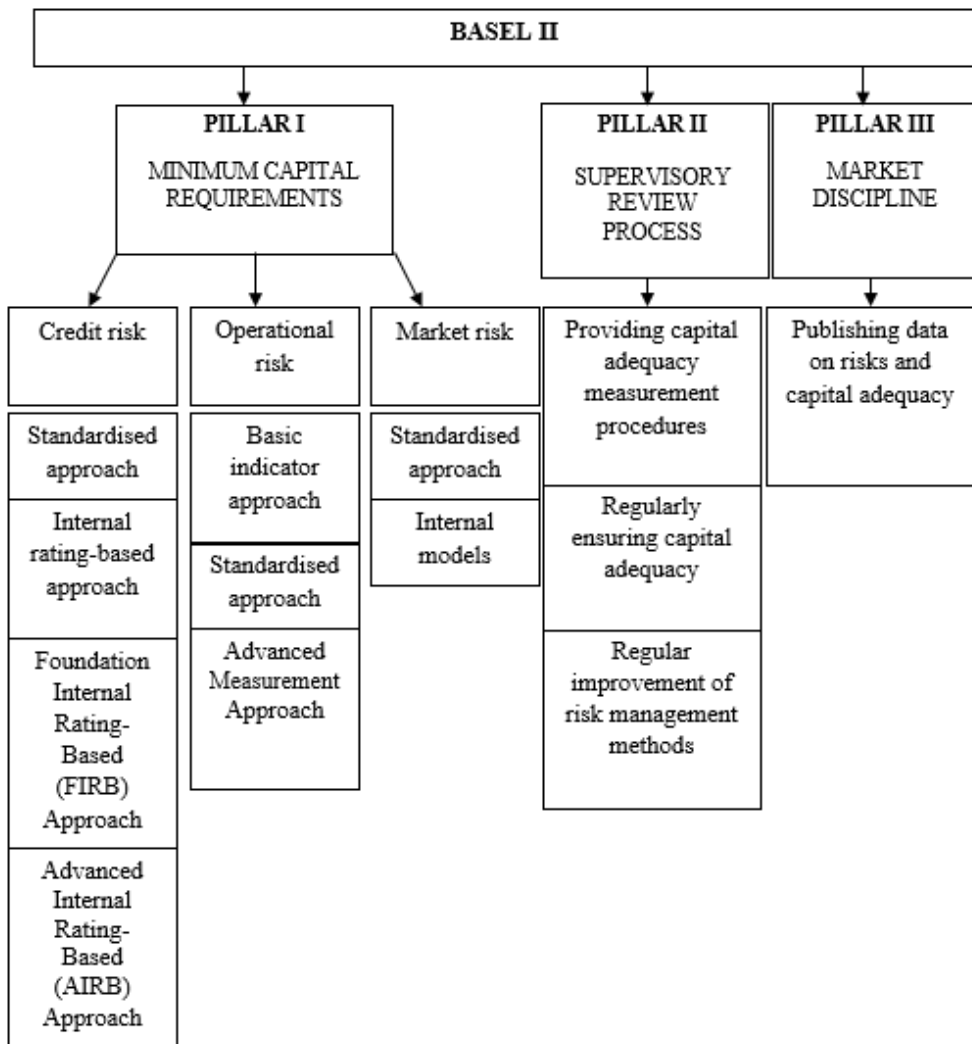 BASEL II
PILLAR I
MINIMUM CAPITAL
REQUIREMENTS
PILLAR II
SUPERVISORY
REVIEW
PROCESS
PILLAR III
MARKET
DISCIPLINE
Credit risk
Standardised
approach
Internal
rating-based
approach
Foundation
Internal
Rating-
Based
(FIRB)
Approach
Advanced
Internal
Rating-
Based
(AIRB)
Approach
Operational
risk
Basic
indicator
approach
Standardised
approach
Advanced
Measurement
Approach
Market risk
Standardised
approach
Internal
models
Providing capital
adequacy
measurement
procedures
Regularly
ensuring capital
adequacy
Regular
improvement of
risk management
methods
Publishing data
on risks and
capital adequacy